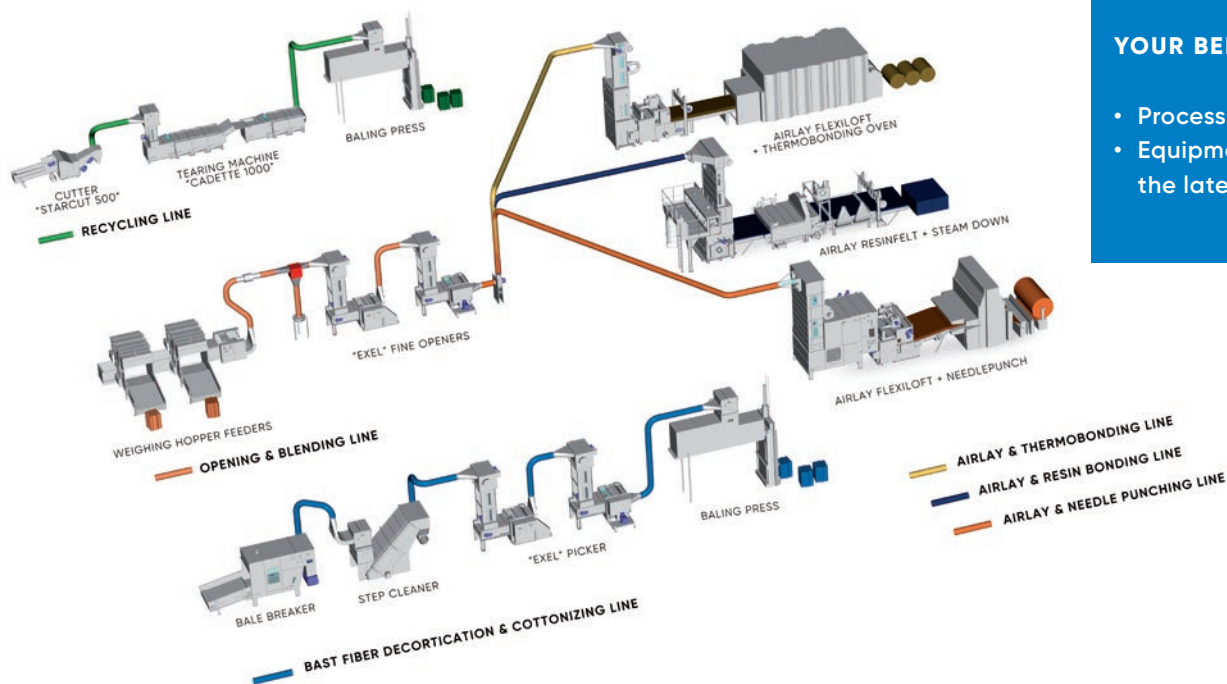 YOUR
• Process
the late
BALING PRESS
AIRLAY FLEXILOFT
+ THERMOBONDING OVEN
TEARING MACHINE
"CADETTE 1000"
CUTTER
"STARCUT 500"
RECYCLING LINE
AIRLAY RESINFELT + STEAM DOWN
"EXEL" FINE OPENERS
AIRLAY FLEXILOFT + NEEDLEPUNCH
WEIGHING HOPPER FEEDERS
OPENING & BLENDING LINE
AIRLAY & THERMOBONDING LINE
AIRLAY & RESIN BONDING LINE
AIRLAY & NEEDLE PUNCHING LINE
BALING PRESS
"EXEL" PICKER
STEP CLEANER
BALE BREAKER
BAST FIBER DECORTICATION & COTTONIZING LINE